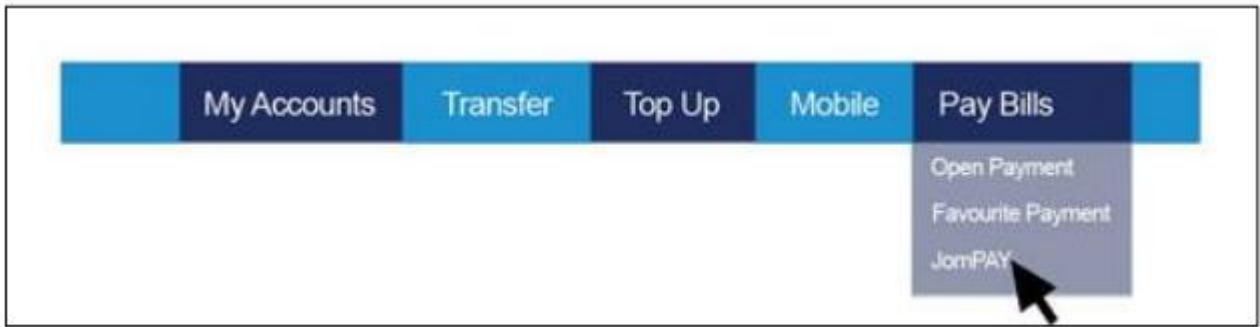 My Accounts Transfer Top Up Mobile Pay Bills
Open Payment
Favourite Payment
JomPAY